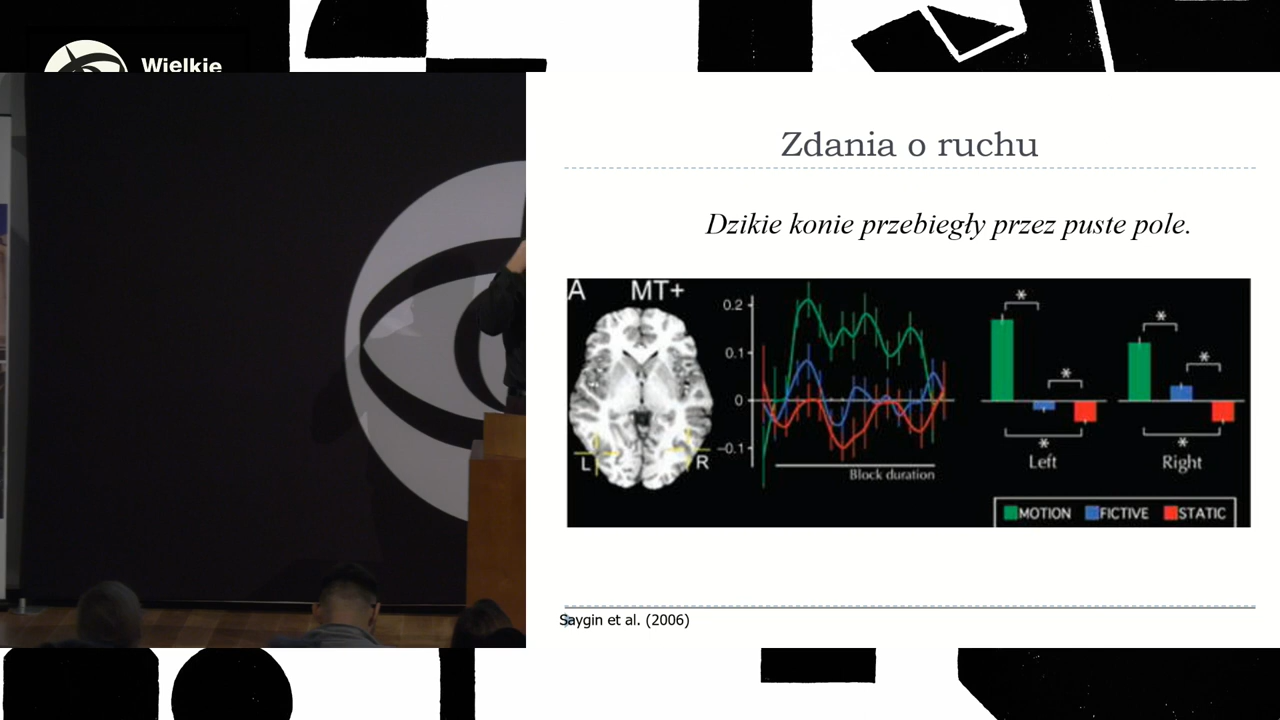 Wielkie
Zdania o ruchu
Dzikie konie przebiegły przez puste pole.
A MT+
L R
0.2
0.1
0
-0.1
Block duration
* * *
Left
* * *
Right
MOTION FICTIVE STATIC
Saygin et al. (2006)